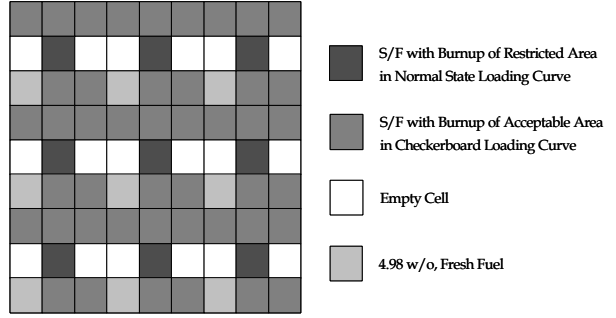 S/F with Burnup of Restricted Area
in Normal State Loading Curve
S/F with Burnup of Acceptable Area
in Checkerboard Loading Curve
Empty Cell
4.98 w/o, Fresh Fuel